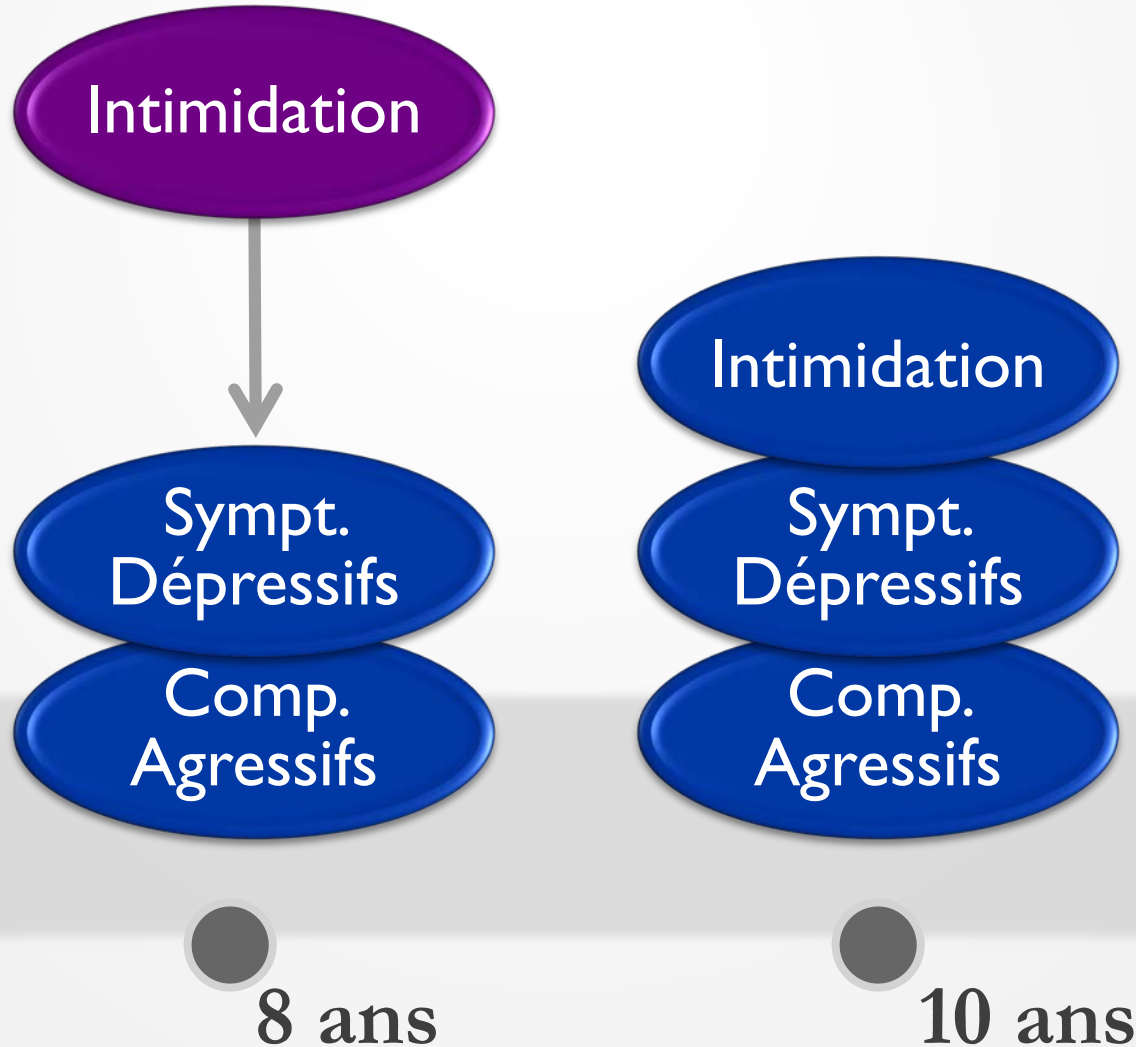 Intimidation
Sympt.
Dépressifs
Comp.
Agressifs
8 ans
Intimidation
Sympt.
Dépressifs
Comp.
Agressifs
10 ans